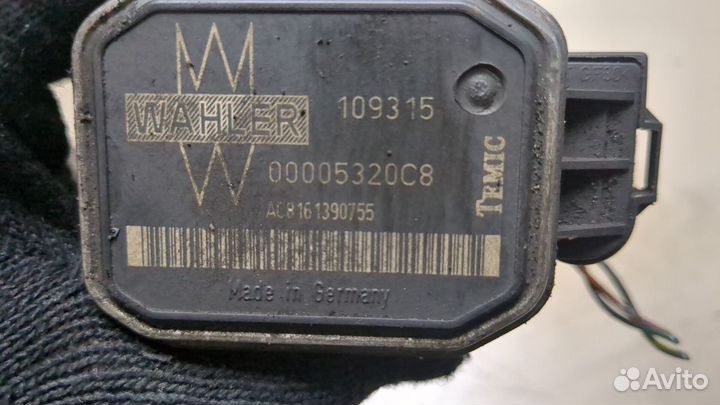 WAHLER
109315
00005320C8
AC8161390755
TEMIC
Made in Germany
Avito